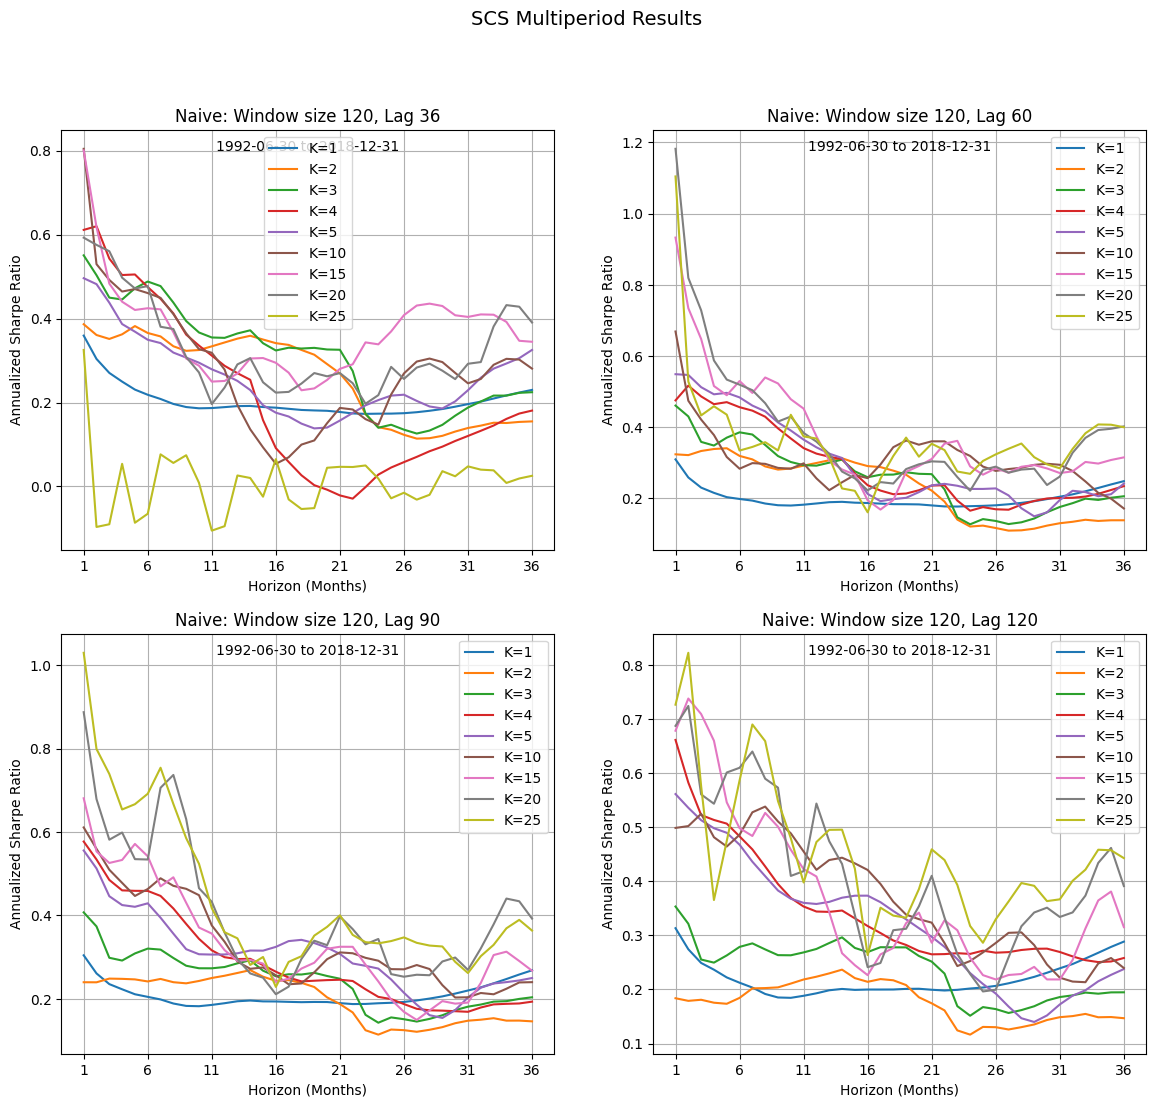 SCS Multiperiod Results
Naive: Window size 120, Lag 36
1992-06-30 to 2018-12-31
K=1
K=2
K=3
K=4
K=5
K=10
K=15
K=20
K=25
Annualized Sharpe Ratio
0.8
0.6
0.4
0.2
0.0
1
6
11
16
21
26
31
36
Horizon (Months)
Naive: Window size 120, Lag 60
1992-06-30 to 2018-12-31
K=1
K=2
K=3
K=4
K=5
K=10
K=15
K=20
K=25
Annualized Sharpe Ratio
1.2
1.0
0.8
0.6
0.4
0.2
1
6
11
16
21
26
31
36
Horizon (Months)
Naive: Window size 120, Lag 90
1992-06-30 to 2018-12-31
K=1
K=2
K=3
K=4
K=5
K=10
K=15
K=20
K=25
Annualized Sharpe Ratio
1.0
0.8
0.6
0.4
0.2
1
6
11
16
21
26
31
36
Horizon (Months)
Naive: Window size 120, Lag 120
1992-06-30 to 2018-12-31
K=1
K=2
K=3
K=4
K=5
K=10
K=15
K=20
K=25
Annualized Sharpe Ratio
0.8
0.7
0.6
0.5
0.4
0.3
0.2
0.1
1
6
11
16
21
26
31
36
Horizon (Months)